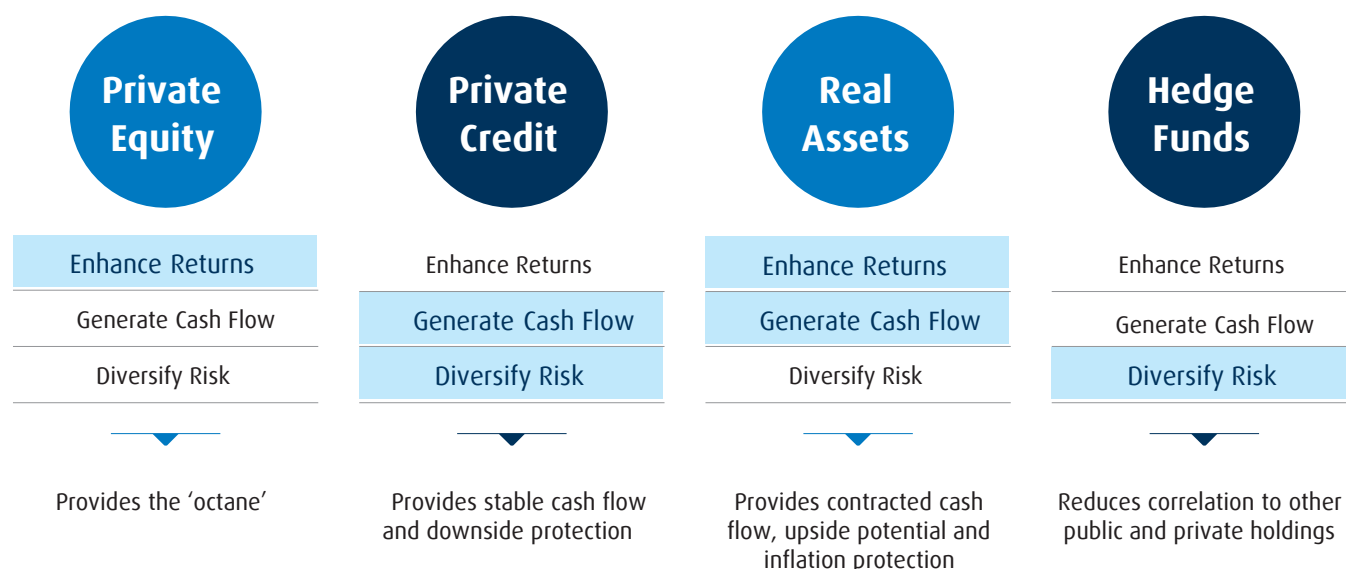 Private
Equity
Enhance Returns
Generate Cash Flow
Diversify Risk
Provides the ‘octane’
Private
Credit
Enhance Returns
Generate Cash Flow
Diversify Risk
Provides stable cash flow
and downside protection
Real
Assets
Enhance Returns
Generate Cash Flow
Diversify Risk
Provides contracted cash
flow, upside potential and
inflation protection
Hedge
Funds
Enhance Returns
Generate Cash Flow
Diversify Risk
Reduces correlation to other
public and private holdings